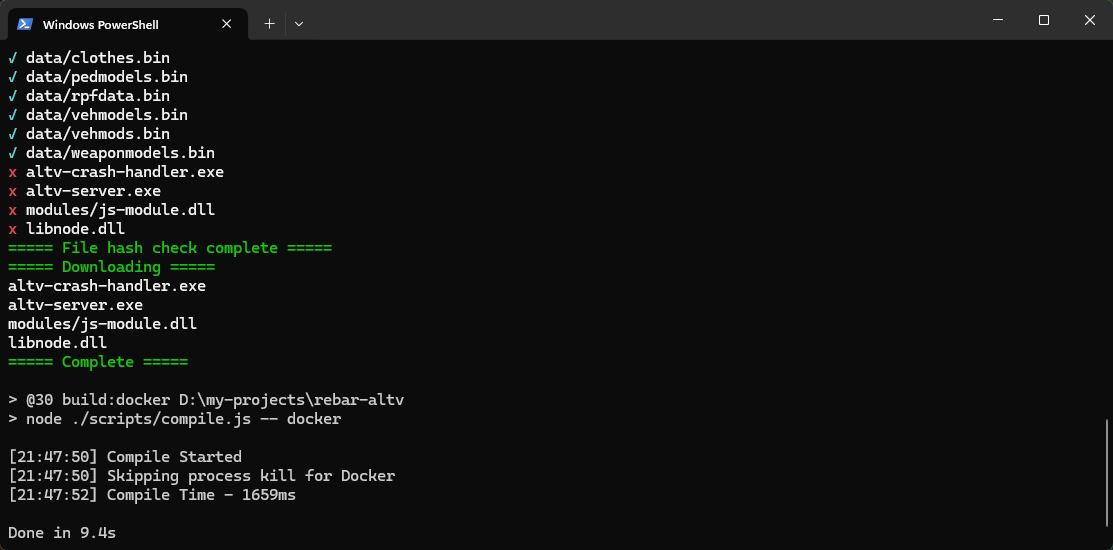 Windows PowerShell
√ data/clothes.bin
√ data/pedmodels.bin
√ data/rpfdata.bin
√ data/vehmodels.bin
√ data/vehmods.bin
√ data/weaponmodels.bin
x altv-crash-handler.exe
x altv-server.exe
x modules/js-module.dll
x libnode.dll
===== File hash check complete =====
===== Downloading =====
altv-crash-handler.exe
altv-server.exe
modules/js-module.dll
libnode.dll
===== Complete =====
> @30 build:docker D:\my-projects\rebar-altv
> node ./scripts/compile.js -- docker
[21:47:50] Compile Started
[21:47:50] Skipping process kill for Docker
[21:47:52] Compile Time - 1659ms
Done in 9.4s